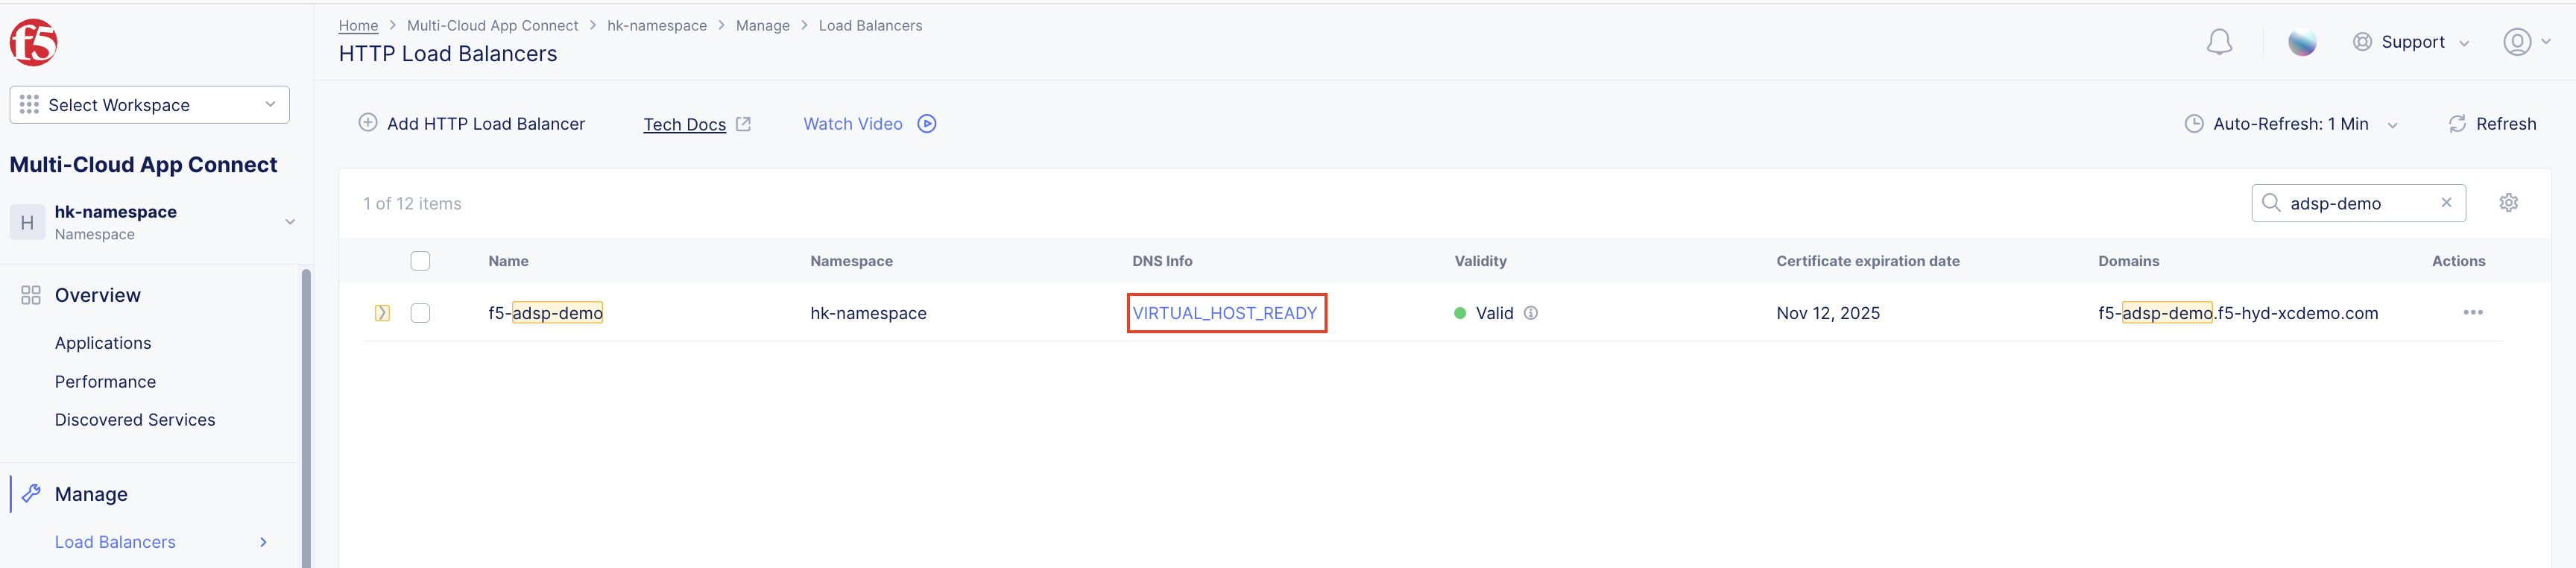 f5
Select Workspace
Multi-Cloud App Connect
H
hk-namespace
Namespace
Overview
Applications
Performance
Discovered Services
Manage
Load Balancers
Home > Multi-Cloud App Connect > hk-namespace > Manage > Load Balancers
HTTP Load Balancers
Support
Add HTTP Load Balancer Tech Docs Watch Video
Auto-Refresh: 1 Min Refresh
1 of 12 items
adsp-demo
Name Namespace DNS Info Validity Certificate expiration date Domains Actions
f5-adsp-demo hk-namespace VIRTUAL_HOST_READY Valid Nov 12, 2025 f5-adsp-demo.f5-hyd-xcdemo.com